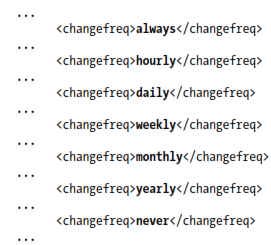 ...
<changefreq>always</changefreq>
...
<changefreq>hourly</changefreq>
...
<changefreq>daily</changefreq>
...
<changefreq>weekly</changefreq>
...
<changefreq>monthly</changefreq>
...
<changefreq>yearly</changefreq>
...
<changefreq>never</changefreq>
...